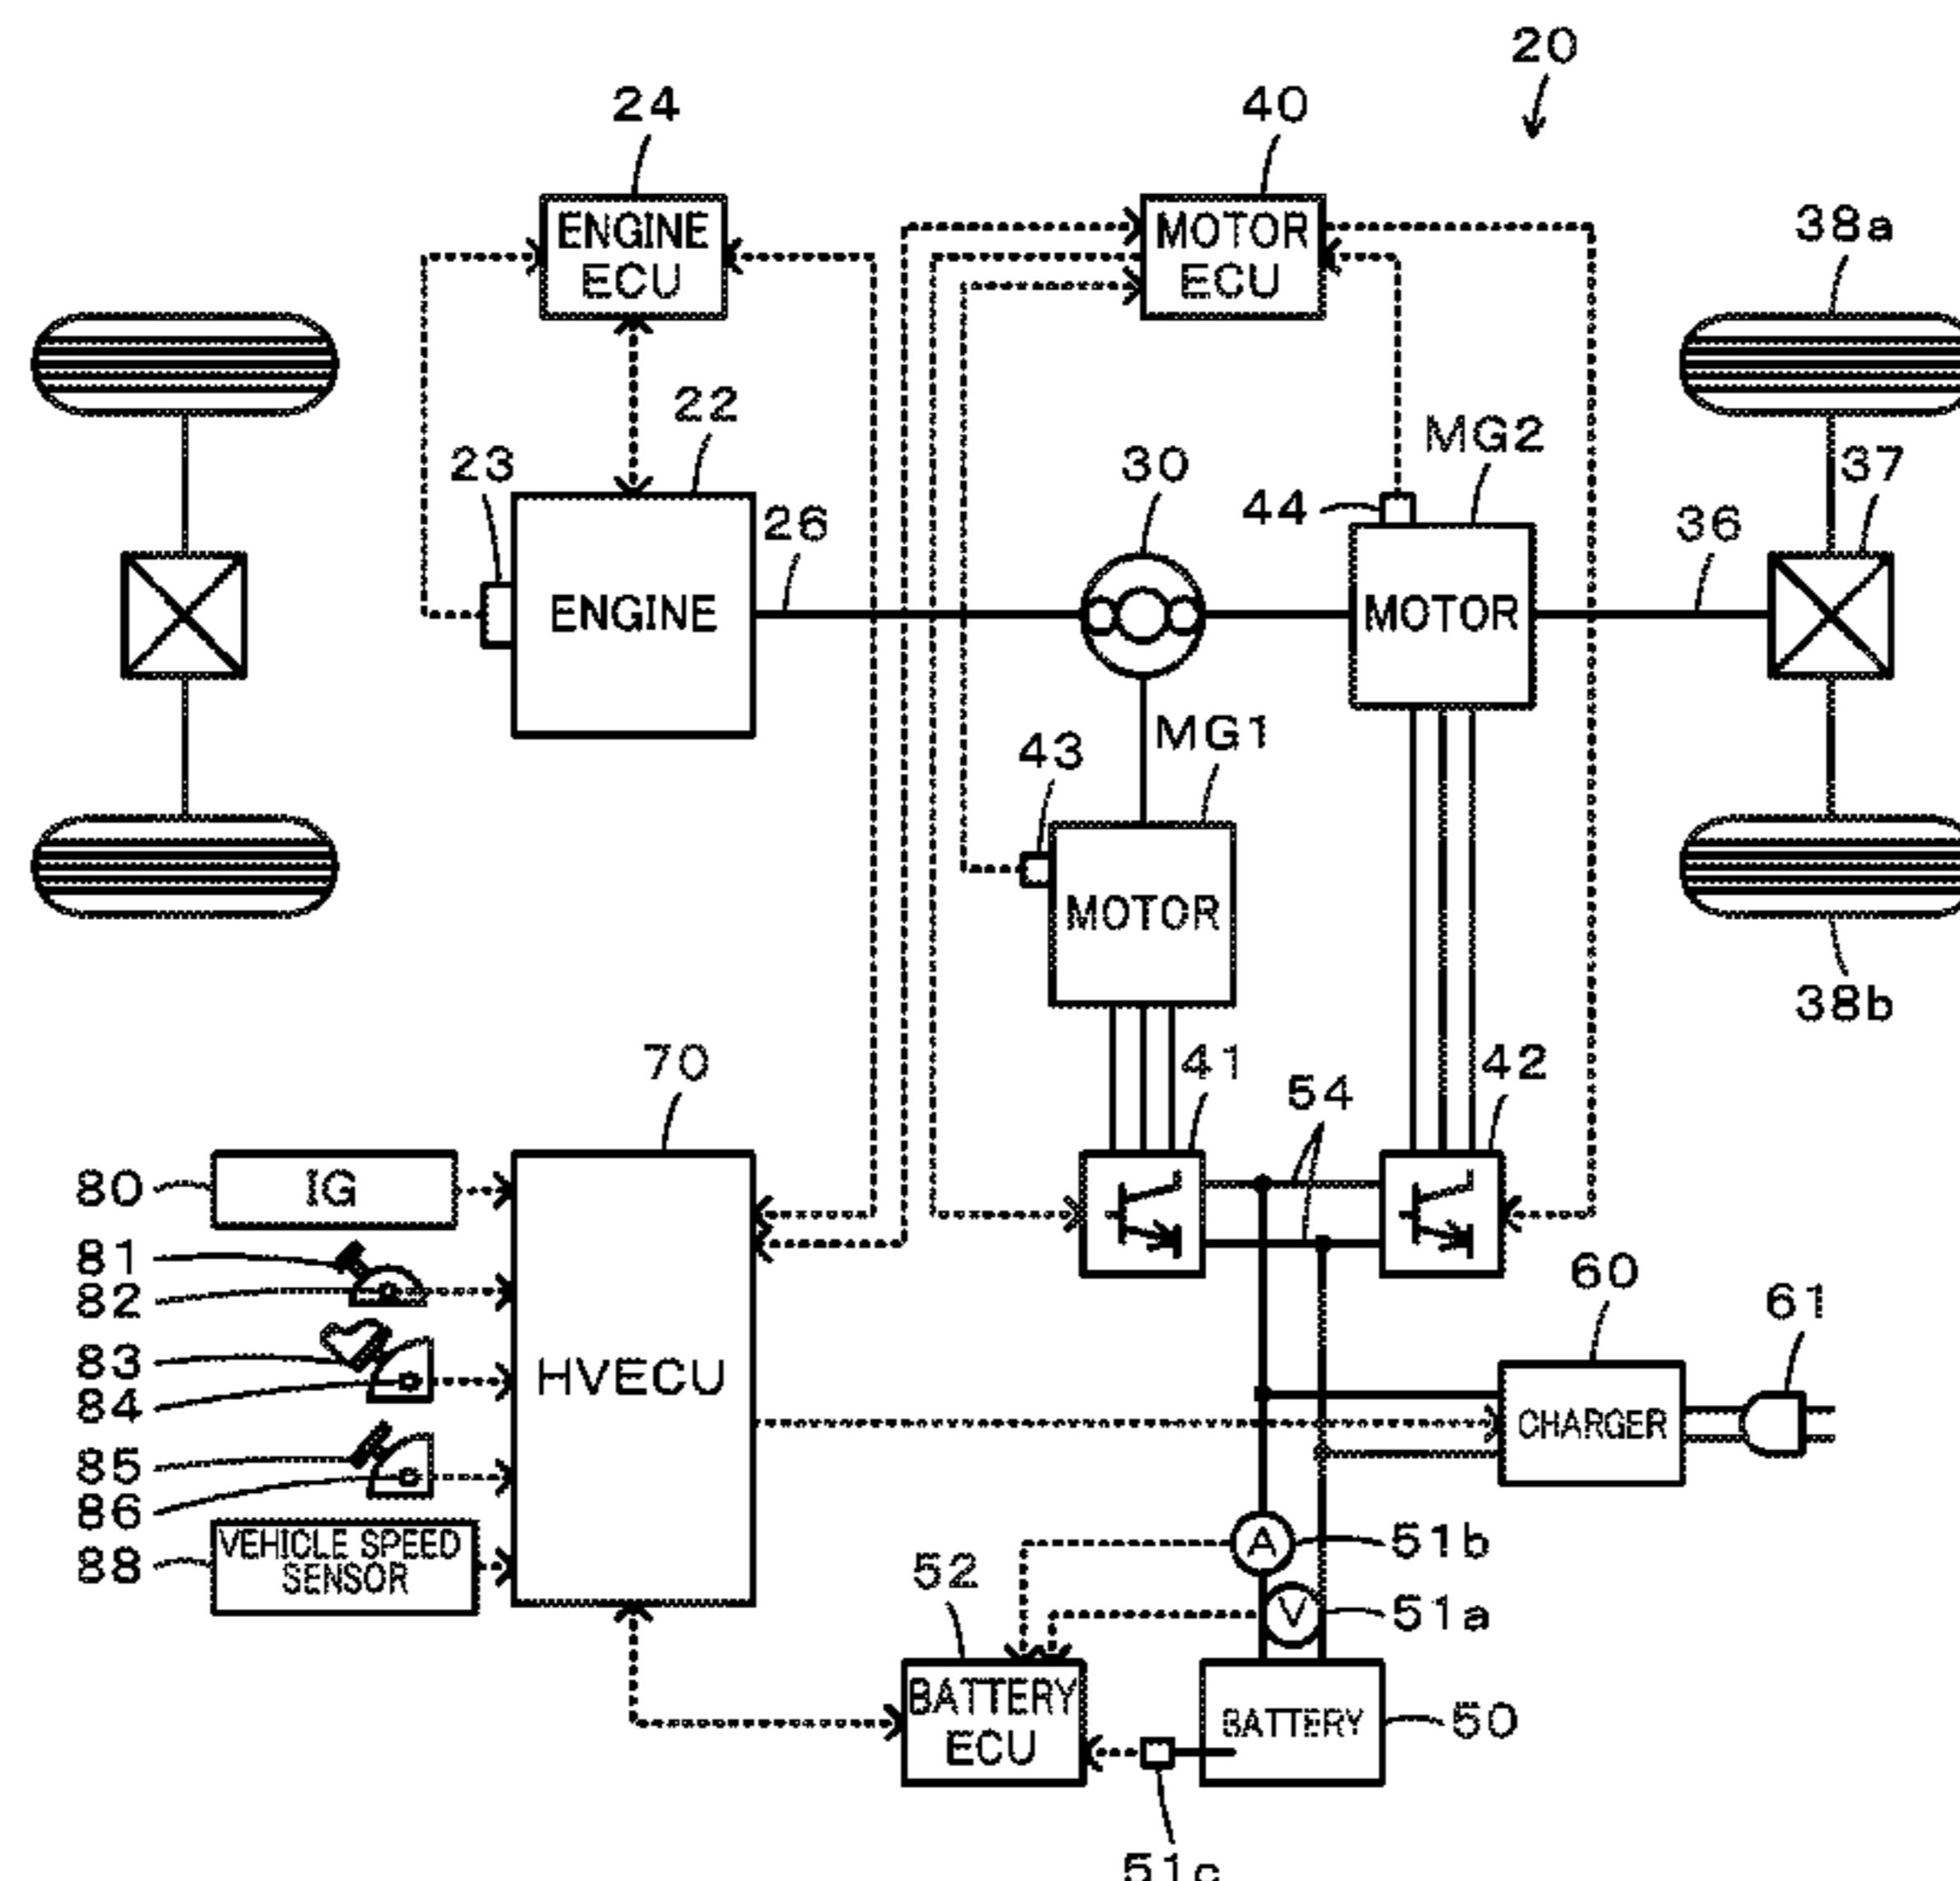 20
24
40
ENGINE
ECU
MOTOR
ECU
38a
22
MG2
23
30
37
44
26
36
ENGINE
MOTOR
MG1
43
MOTOR
38b
70
41
54
42
80
IG
81
82
60
61
83
84
HVECU
CHARGER
85
86
VEHICLE SPEED
SENSOR
88
A
51b
52
V
51a
BATTERY
ECU
BATTERY
50
51c